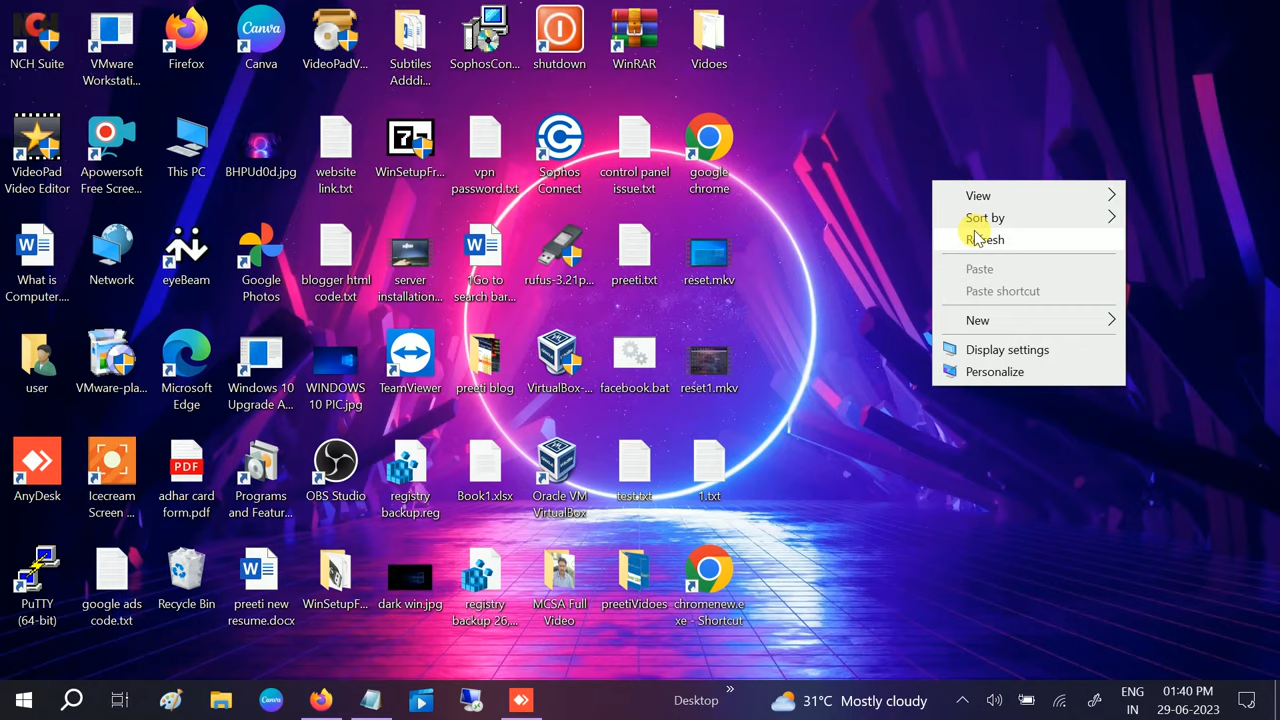 NCH Suite
VMware
Workstati...
Firefox
Canva
Canva
VideoPadV...
Subtiles
Adddi...
SophosCon...
shutdown
WinRAR
Vidoes
VideoPad
Video Editor
Apowersoft
Free Scree...
This PC
BHPUd0d.jpg
website
link.txt
WinSetupFr...
vpn
password.txt
Sophos
Connect
control panel
issue.txt
google
chrome
What is
Computer....
Network
eyeBeam
Google
Photos
blogger html
code.txt
server
installation...
1Go to
search bar...
rufus-3.21p...
preeti.txt
reset.mkv
user
VMware-pla...
Microsoft
Edge
Windows 10
Upgrade A...
WINDOWS
10 PIC.jpg
TeamViewer
preeti blog
VirtualBox-...
facebook.bat
reset1.mkv
AnyDesk
Icecream
Screen ...
PDF
adhar card
form.pdf
Programs
and Featur...
OBS Studio
registry
backup.reg
Book1.xlsx
Oracle VM
VirtualBox
test.txt
1.txt
PuTTY
(64-bit)
google ads
code.txt
Recycle Bin
preeti new
resume.docx
WinSetupF...
dark win.jpg
registry
backup 26,...
MCSA Full
Video
preetiVidoes
chromenew.e
xe - Shortcut
View
Sort by
Refresh
Paste
Paste shortcut
New
Display settings
Personalize
Canva
Desktop
31°C Mostly cloudy
ENG
IN
01:40 PM
29-06-2023